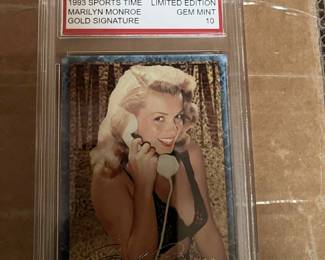 1993 SPORTS TIME LIMITED EDITION
MARILYN MONROE GEM MINT
GOLD SIGNATURE 10